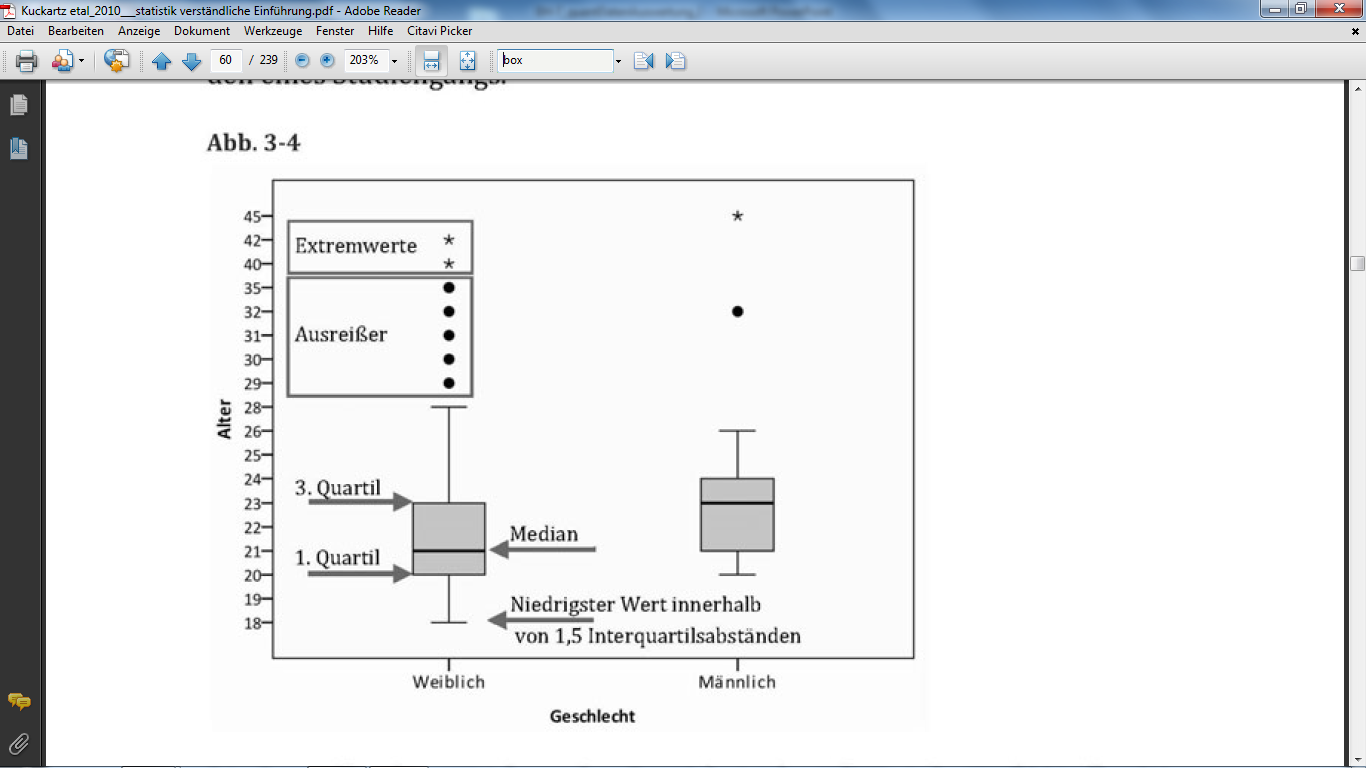 Kuckartz etal_2010___statistik verständliche Einführung.pdf - Adobe Reader
Datei Bearbeiten Anzeige Dokument Werkzeuge Fenster Hilfe Citavi Picker
60 / 239 203% box
den eines Studiengangs.
Abb. 3-4
45
42
40
35
32
31
30
29
28
26
25
24
23
22
21
20
19
18
Alter
Extremwerte
Ausreißer
3. Quartil
1. Quartil
Median
Niedrigster Wert innerhalb
von 1,5 Interquartilsabständen
Weiblich Männlich
Geschlecht